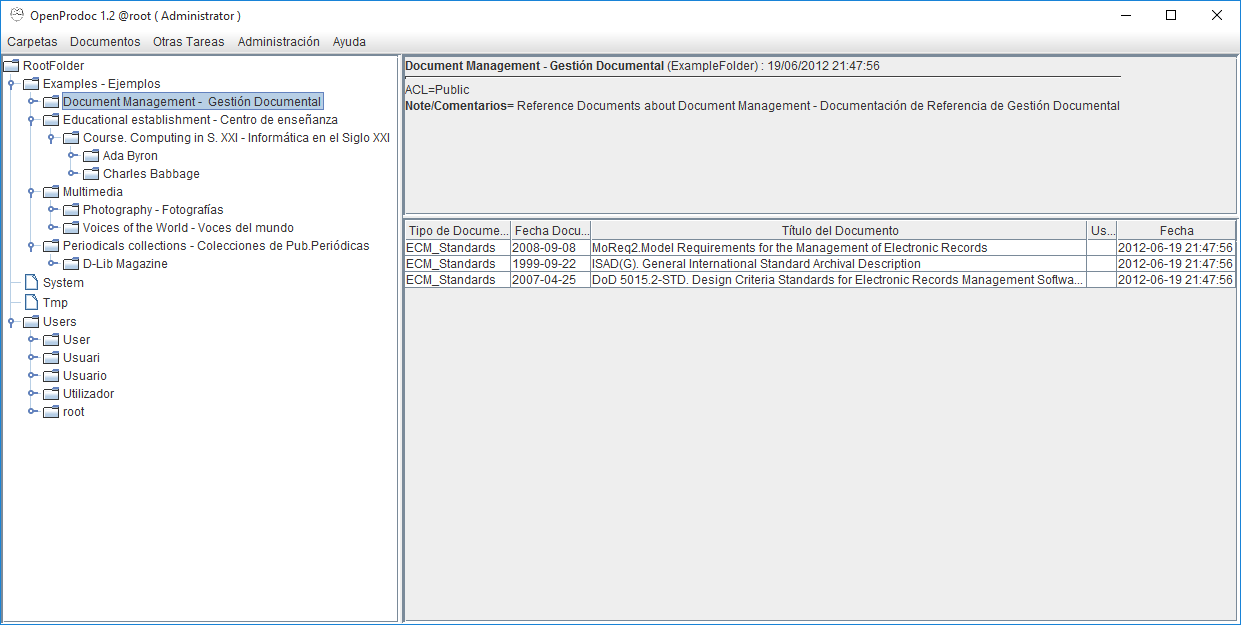 OpenProdoc 1.2 @root ( Administrator )
Carpetas Documentos Otras Tareas Administración Ayuda
RootFolder
Examples - Ejemplos
Document Management - Gestión Documental
Educational establishment - Centro de enseñanza
Course. Computing in S. XXI - Informática en el Siglo XXI
Ada Byron
Charles Babbage
Multimedia
Photography - Fotografías
Voices of the World - Voces del mundo
Periodicals collections - Colecciones de Pub.Periódicas
D-Lib Magazine
System
Tmp
Users
User
Usuari
Usuario
Utilizador
root
Document Management - Gestión Documental (ExampleFolder) : 19/06/2012 21:47:56
ACL=Public
Note/Comentarios= Reference Documents about Document Management - Documentación de Referencia de Gestión Documental
Tipo de Docume... Fecha Docu... Título del Documento Us... Fecha
ECM_Standards 2008-09-08 MoReq2.Model Requirements for the Management of Electronic Records 2012-06-19 21:47:56
ECM_Standards 1999-09-22 ISAD(G). General International Standard Archival Description 2012-06-19 21:47:56
ECM_Standards 2007-04-25 DoD 5015.2-STD. Design Criteria Standards for Electronic Records Management Softwa... 2012-06-19 21:47:56